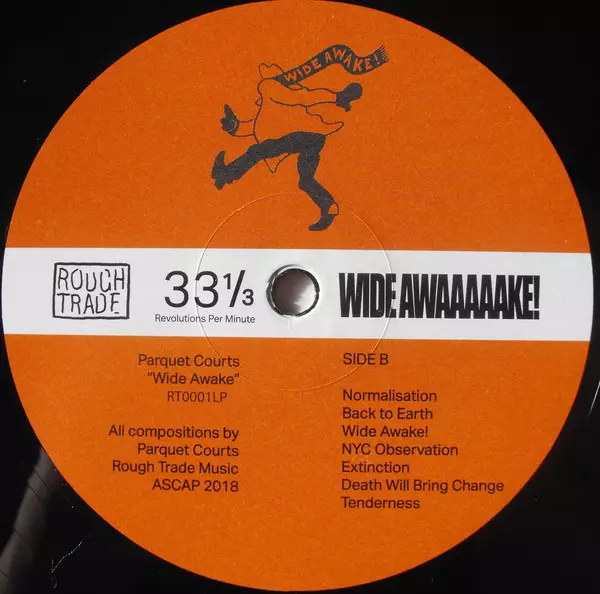 WIDE AWAKE!
ROUGH
TRADE
33 1/3
Revolutions Per Minute
WIDE AWAAAAAKE!
Parquet Courts
"Wide Awake"
RT0001LP
All compositions by
Parquet Courts
Rough Trade Music
ASCAP 2018
SIDE B
Normalisation
Back to Earth
Wide Awake!
NYC Observation
Extinction
Death Will Bring Change
Tenderness